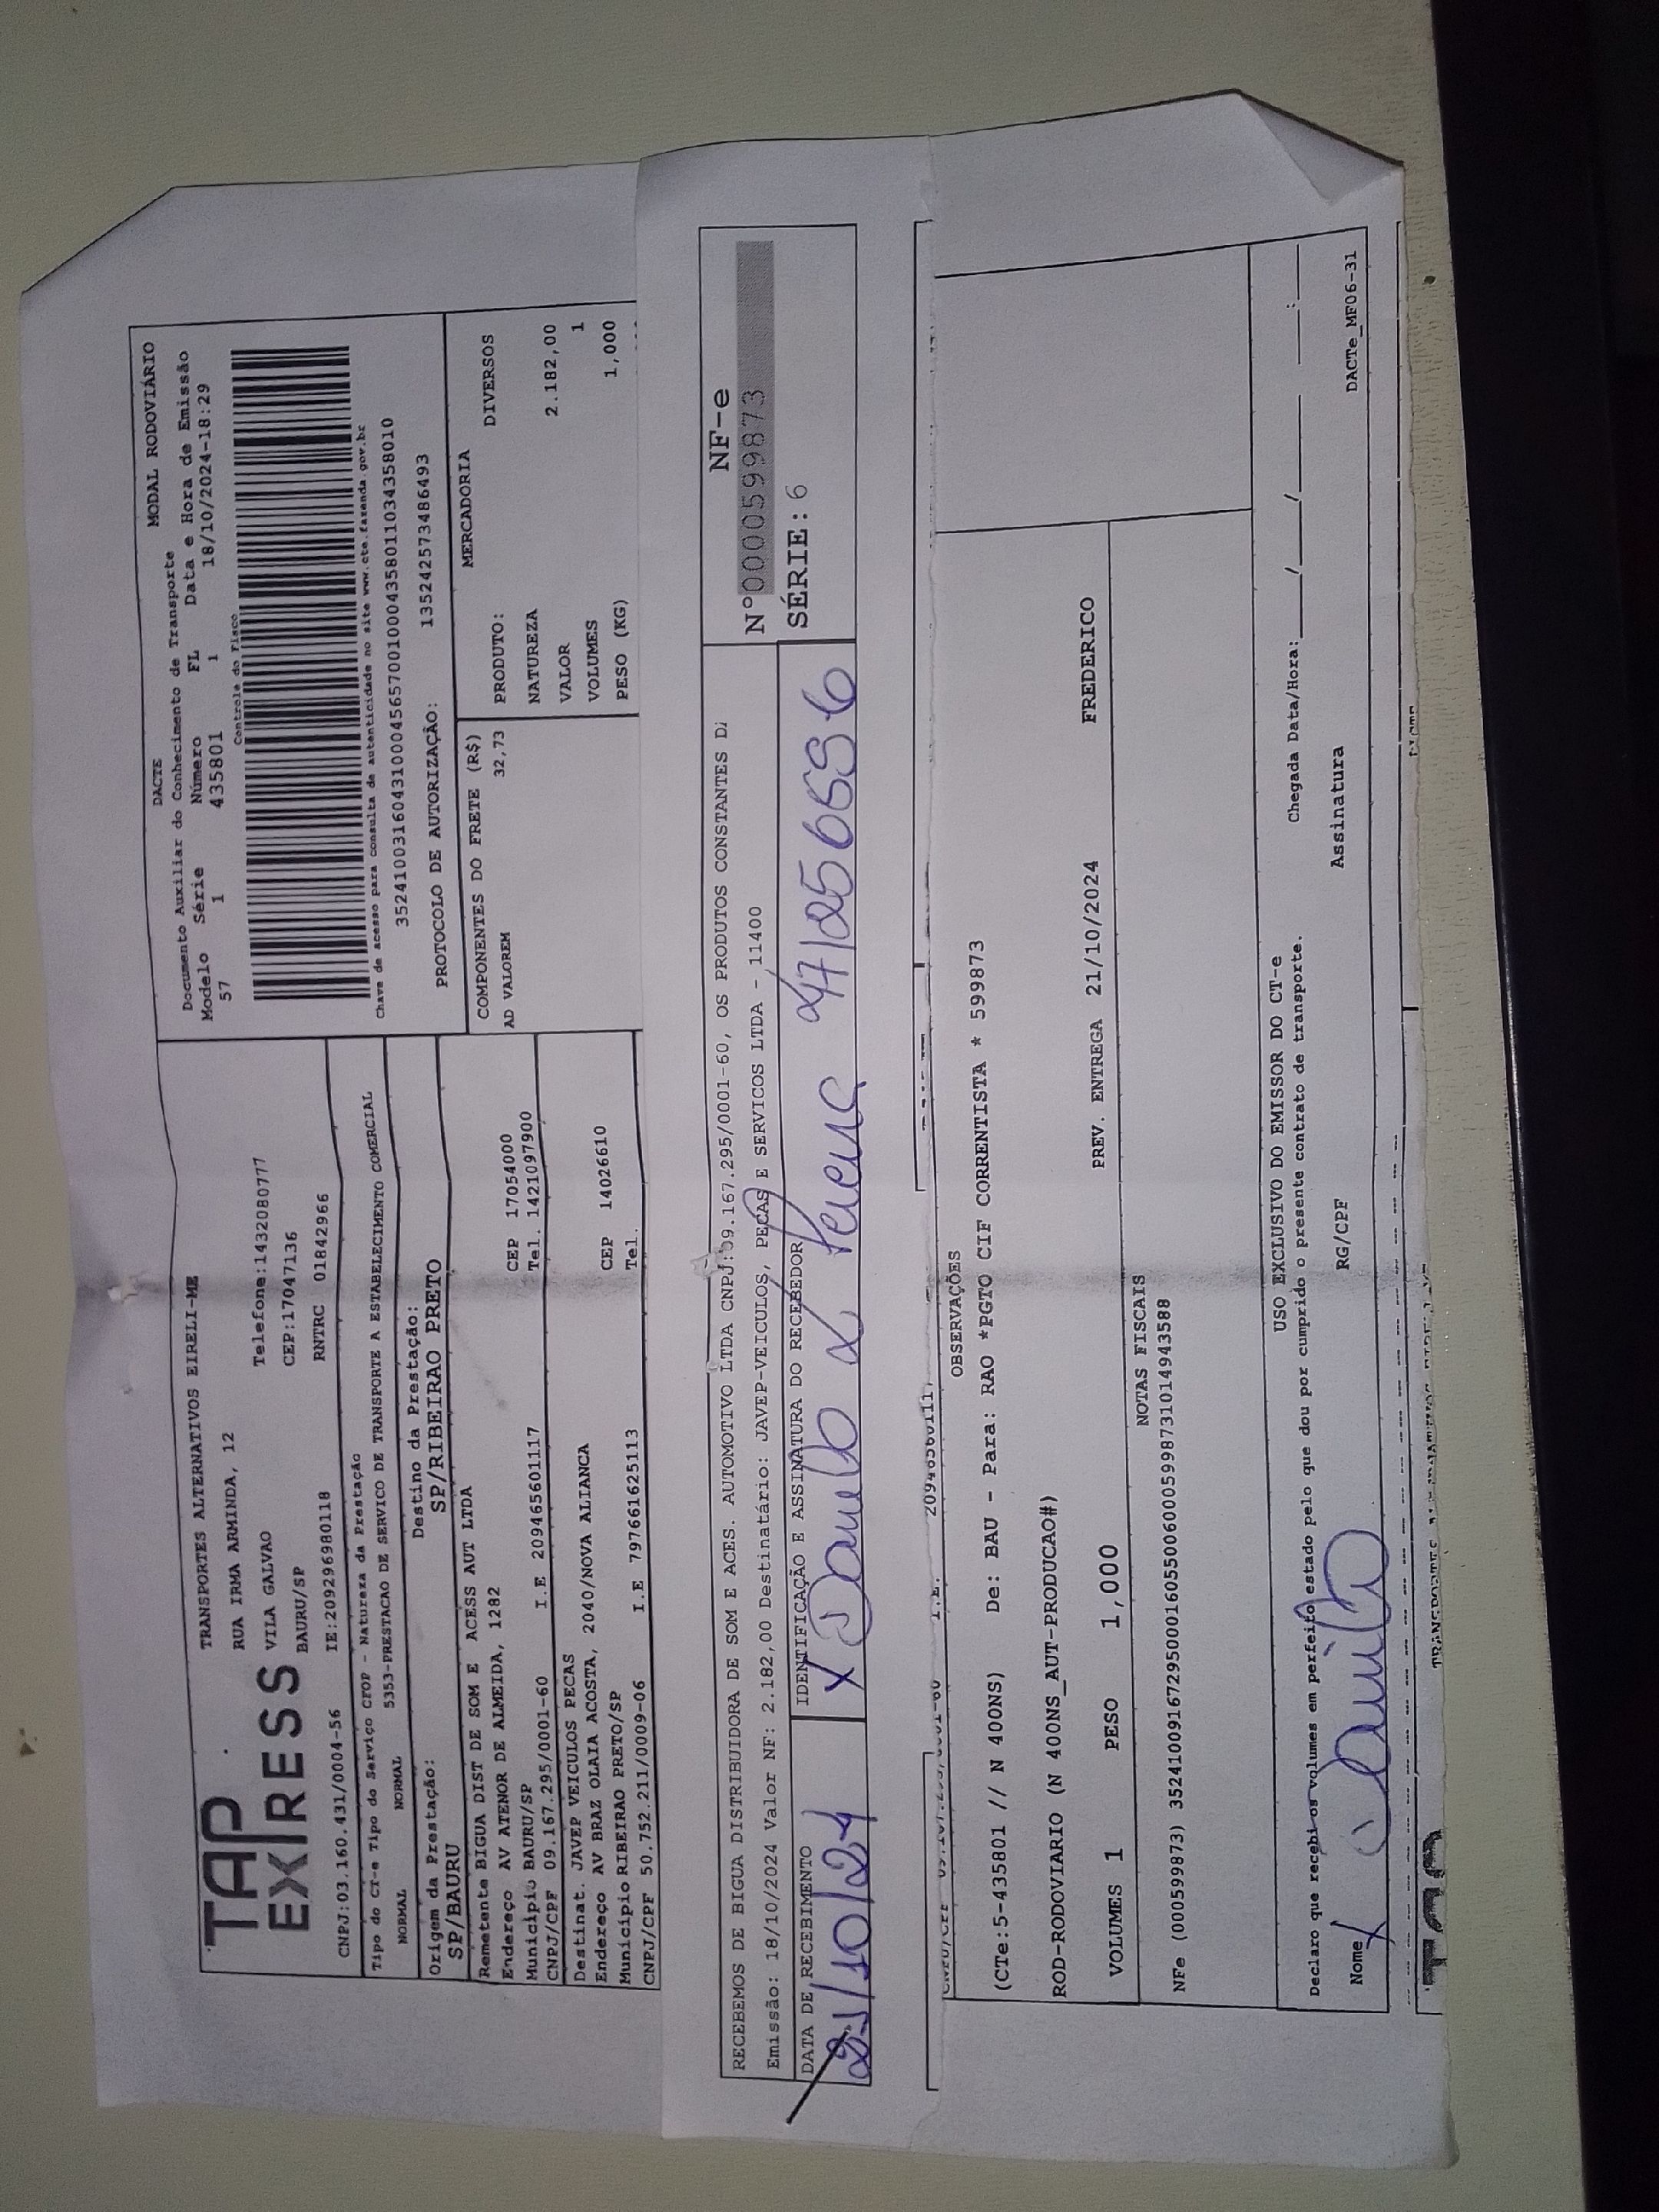 TAP
EXPRESS
TRANSPORTES ALTERNATIVOS EIRELI-ME
RUA IRMA ARMINDA, 12
VILA GALVAO Telefone:1432080777
BAURU/SP CEP:17047136
CNPJ:03.160.431/0004-56 IE:209296980118 RNTRC 01842966
Tipo do CT-e Tipo do Serviço CFOP - Natureza da Prestação
NORMAL NORMAL 5353-PRESTACAO DE SERVICO DE TRANSPORTE A ESTABELECIMENTO COMERCIAL
Origem da Prestação: Destino da Prestação:
SP/BAURU SP/RIBEIRAO PRETO
Remetente BIGUA DIST DE SOM E ACESS AUT LTDA
Endereço AV ATENOR DE ALMEIDA, 1282 CEP 17054000
Município BAURU/SP Tel. 1421097900
CNPJ/CPF 09.167.295/0001-60 I.E 209465601117
Destinat. JAVEP VEICULOS PECAS
Endereço AV BRAZ OLAIA ACOSTA, 2040/NOVA ALIANCA CEP 14026610
Município RIBEIRAO PRETO/SP Tel.
CNPJ/CPF 50.752.211/0009-06 I.E 797661625113
DACTE MODAL RODOVIÁRIO
Documento Auxiliar do Conhecimento de Transporte
Modelo Série Número FL Data e Hora de Emissão
57 1 435801 1 18/10/2024-18:29
Controle do Fisco
Chave de acesso para consulta de autenticidade no site www.cte.fazenda.gov.br
35241003160431000456570010004358011034358010
PROTOCOLO DE AUTORIZAÇÃO: 135242573486493
COMPONENTES DO FRETE (R$)
AD VALOREM 32,73
MERCADORIA
PRODUTO: DIVERSOS
NATUREZA
VALOR 2.182,00
VOLUMES 1
PESO (KG) 1,000
RECEBEMOS DE BIGUA DISTRIBUIDORA DE SOM E ACES. AUTOMOTIVO LTDA CNPJ:09.167.295/0001-60, OS PRODUTOS CONSTANTES
Emissão: 18/10/2024 Valor NF: 2.182,00 Destinatário: JAVEP-VEICULOS, PECAS E SERVICOS LTDA - 11400
DATA DE RECEBIMENTO IDENTIFICAÇÃO E ASSINATURA DO RECEBEDOR
21/10/24 X Danilo
NF-e
N°0000599873
SÉRIE: 6
OBSERVAÇÕES
(CTe:5-435801 // N 400NS) De: BAU - Para: RAO *PGTO CIF CORRENTISTA * 599873
ROD-RODOVIARIO (N 400NS_AUT-PRODUCAO#)
VOLUMES 1 PESO 1,000 PREV. ENTREGA 21/10/2024 FREDERICO
NOTAS FISCAIS
NFe (000599873) 35241009167295000160550060005998731014943588
USO EXCLUSIVO DO EMISSOR DO CT-e
Declaro que recebi os volumes em perfeito estado pelo que dou por cumprido o presente contrato de transporte. Chegada Data/Hora:___/___/___ ___:___
Nome X Danilo RG/CPF Assinatura
DACTe_MF06-31